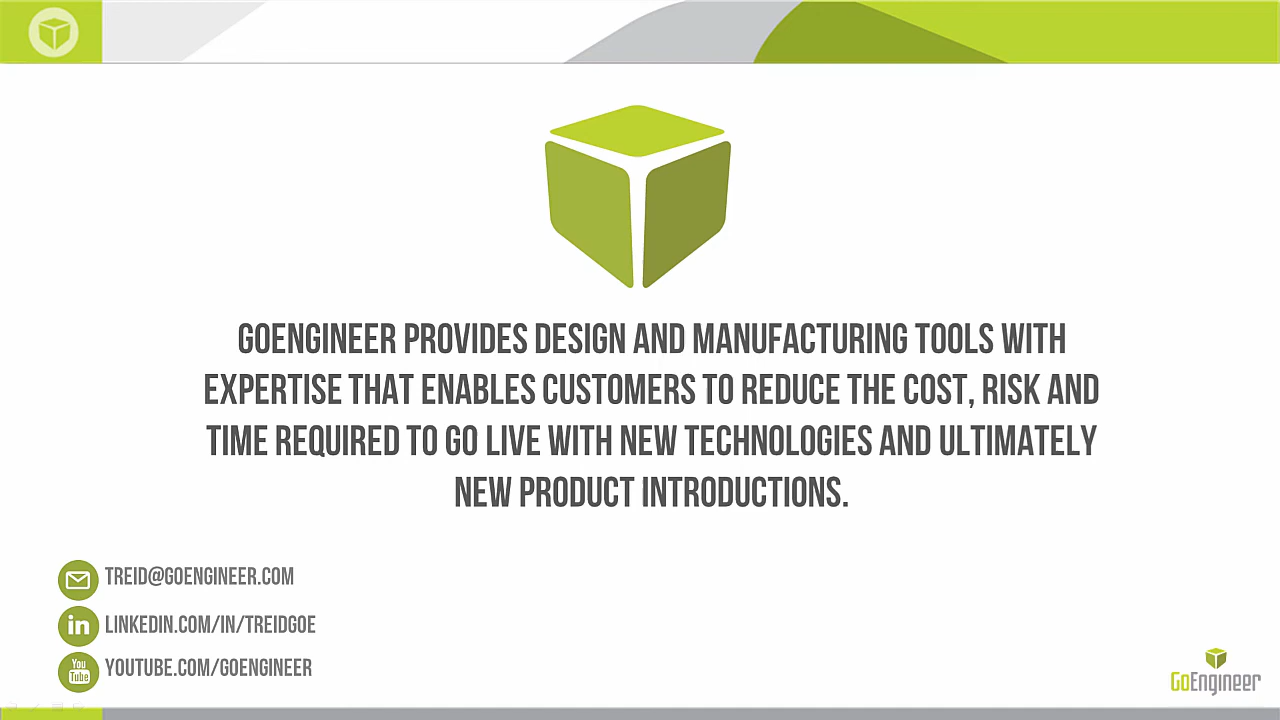 GOENGINEER PROVIDES DESIGN AND MANUFACTURING TOOLS WITH
EXPERTISE THAT ENABLES CUSTOMERS TO REDUCE THE COST, RISK AND
TIME REQUIRED TO GO LIVE WITH NEW TECHNOLOGIES AND ULTIMATELY
NEW PRODUCT INTRODUCTIONS.
TREID@GOENGINEER.COM
in LINKEDIN.COM/IN/TREIDGOE
You Tube YOUTUBE.COM/GOENGINEER
GoEngineer